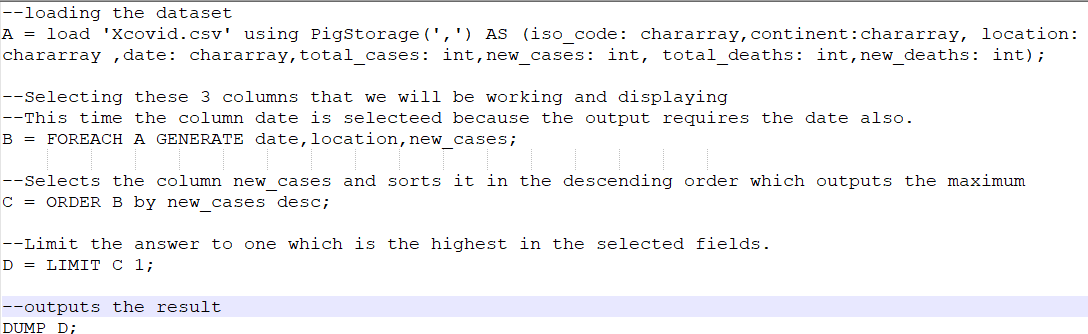 --loading the dataset
A = load 'Xcovid.csv' using PigStorage(',') AS (iso_code: chararray,continent:chararray, location:
chararray ,date: chararray,total_cases: int,new_cases: int, total_deaths: int,new_deaths: int);
--Selecting these 3 columns that we will be working and displaying
--This time the column date is selecteed because the output requires the date also.
B = FOREACH A GENERATE date,location,new_cases;
--Selects the column new_cases and sorts it in the descending order which outputs the maximum
C = ORDER B by new_cases desc;
--Limit the answer to one which is the highest in the selected fields.
D = LIMIT C 1;
--outputs the result
DUMP D;